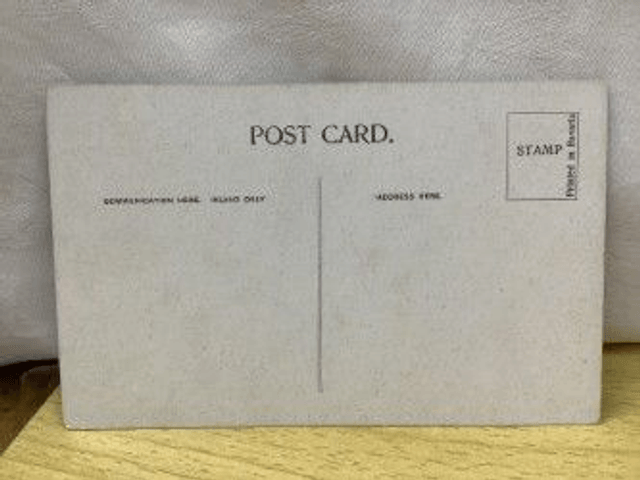 POST CARD.
STAMP
Printed in Bavaria
COMMUNICATION HERE. INLAND ONLY
ADDRESS HERE.